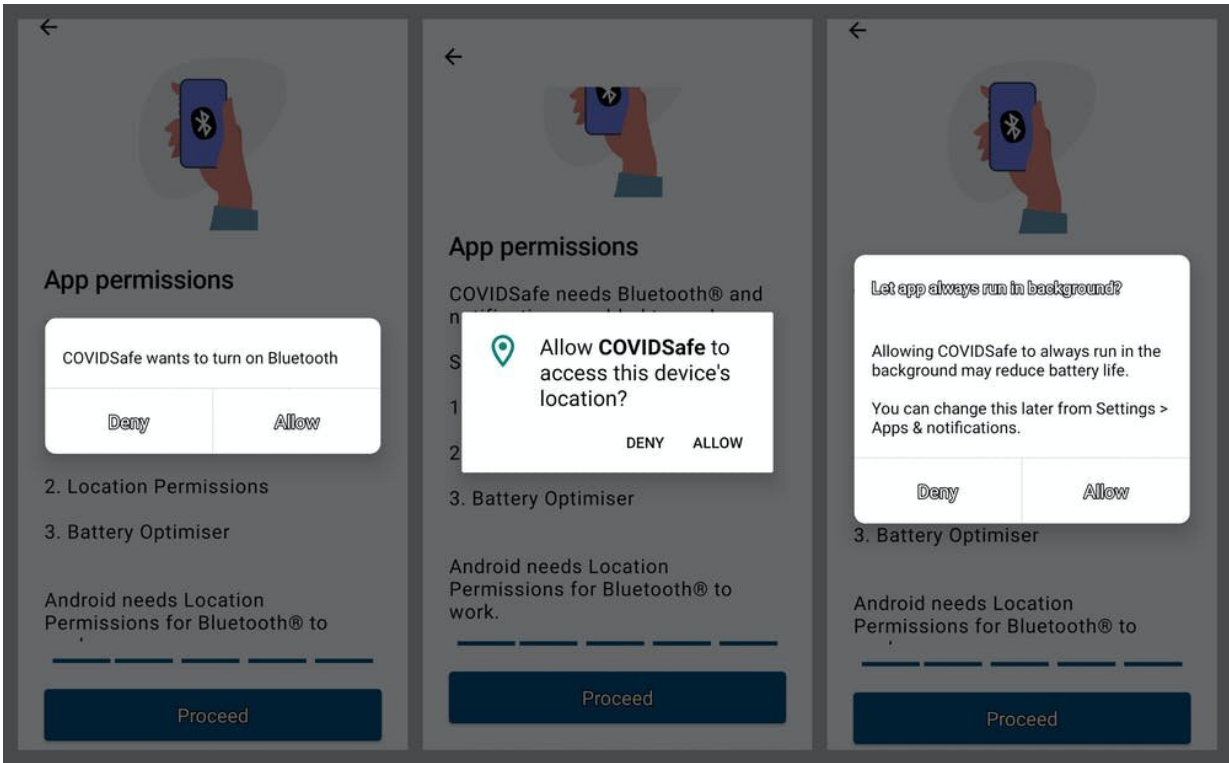 App permissions
COVIDSafe wants to turn on Bluetooth
Deny
Allow
2. Location Permissions
3. Battery Optimiser
Android needs Location
Permissions for Bluetooth® to
Proceed
App permissions
COVIDSafe needs Bluetooth® and
Allow COVIDSafe to
access this device's
location?
DENY
ALLOW
3. Battery Optimiser
Android needs Location
Permissions for Bluetooth® to
work.
Proceed
Let app always run in background?
Allowing COVIDSafe to always run in the
background may reduce battery life.
You can change this later from Settings >
Apps & notifications.
Deny
Allow
3. Battery Optimiser
Android needs Location
Permissions for Bluetooth® to
Proceed